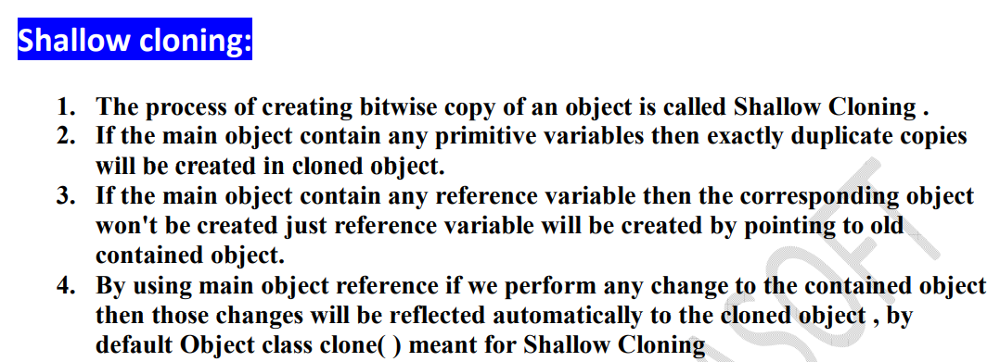 Shallow cloning:
1. The process of creating bitwise copy of an object is called Shallow Cloning .
2. If the main object contain any primitive variables then exactly duplicate copies
will be created in cloned object.
3. If the main object contain any reference variable then the corresponding object
won't be created just reference variable will be created by pointing to old
contained object.
4. By using main object reference if we perform any change to the contained object
then those changes will be reflected automatically to the cloned object , by
default Object class clone( ) meant for Shallow Cloning
SOFT